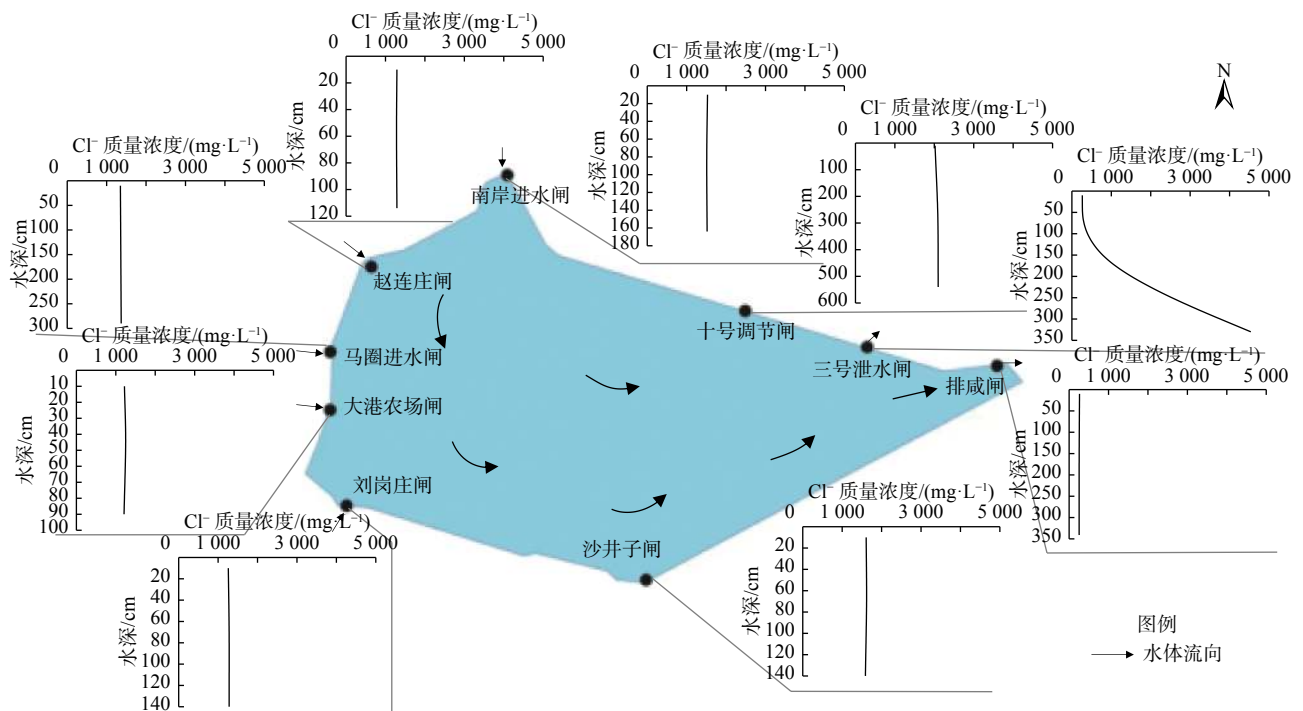 Cl⁻ 质量浓度/(mg·L⁻¹)
0 1 000 3 000 5 000
水深/cm
20
40
60
80
100
120
Cl⁻ 质量浓度/(mg·L⁻¹)
0 1 000 3 000 5 000
水深/cm
20
40
60
80
100
120
140
160
180
N
Cl⁻ 质量浓度/(mg·L⁻¹)
0 1 000 3 000 5 000
水深/cm
100
200
300
400
500
600
Cl⁻ 质量浓度/(mg·L⁻¹)
0 1 000 3 000 5 000
水深/cm
50
100
150
200
250
300
350
Cl⁻ 质量浓度/(mg·L⁻¹)
0 1 000 3 000 5 000
水深/cm
50
100
150
200
250
300
南岸进水闸
赵连庄闸
十号调节闸
马圈进水闸
三号泄水闸
排咸闸
大港农场闸
刘岗庄闸
沙井子闸
Cl⁻ 质量浓度/(mg·L⁻¹)
0 1 000 3 000 5 000
水深/cm
10
20
30
40
50
60
70
80
90
100
Cl⁻ 质量浓度/(mg·L⁻¹)
0 1 000 3 000 5 000
水深/cm
50
100
150
200
250
300
350
Cl⁻ 质量浓度/(mg·L⁻¹)
0 1 000 3 000 5 000
水深/cm
20
40
60
80
100
120
140
Cl⁻ 质量浓度/(mg·L⁻¹)
0 1 000 3 000 5 000
水深/cm
20
40
60
80
100
120
140
图例
水体流向